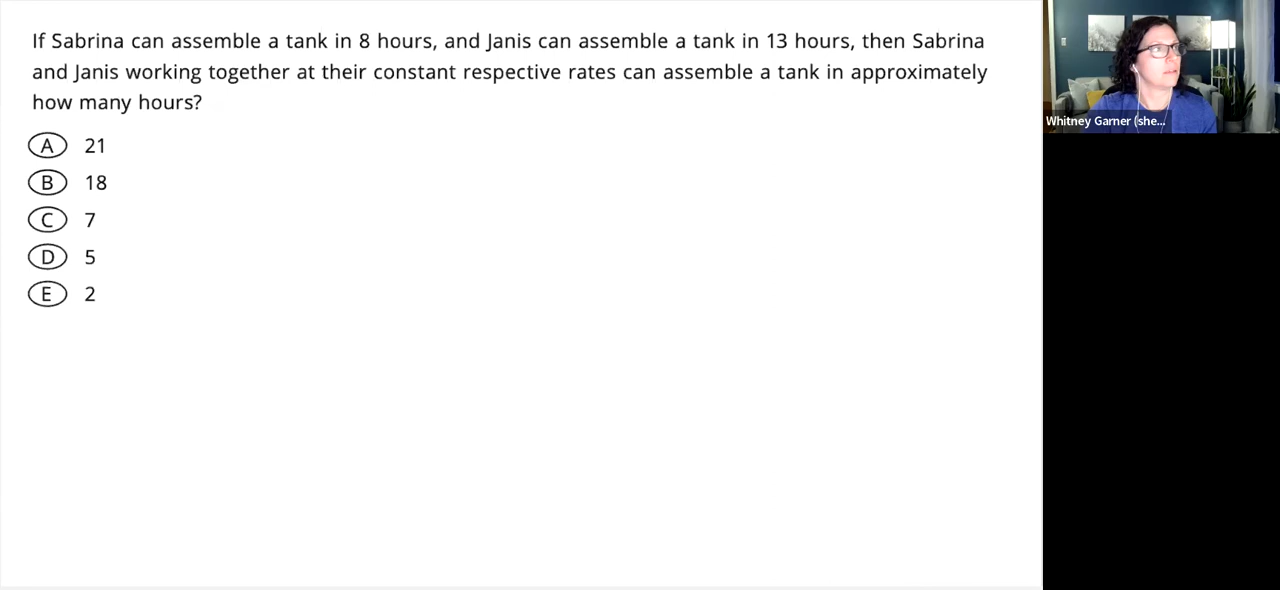 If Sabrina can assemble a tank in 8 hours, and Janis can assemble a tank in 13 hours, then Sabrina
and Janis working together at their constant respective rates can assemble a tank in approximately
how many hours?
A 21
B 18
C 7
D 5
E 2
Whitney Garner (she...